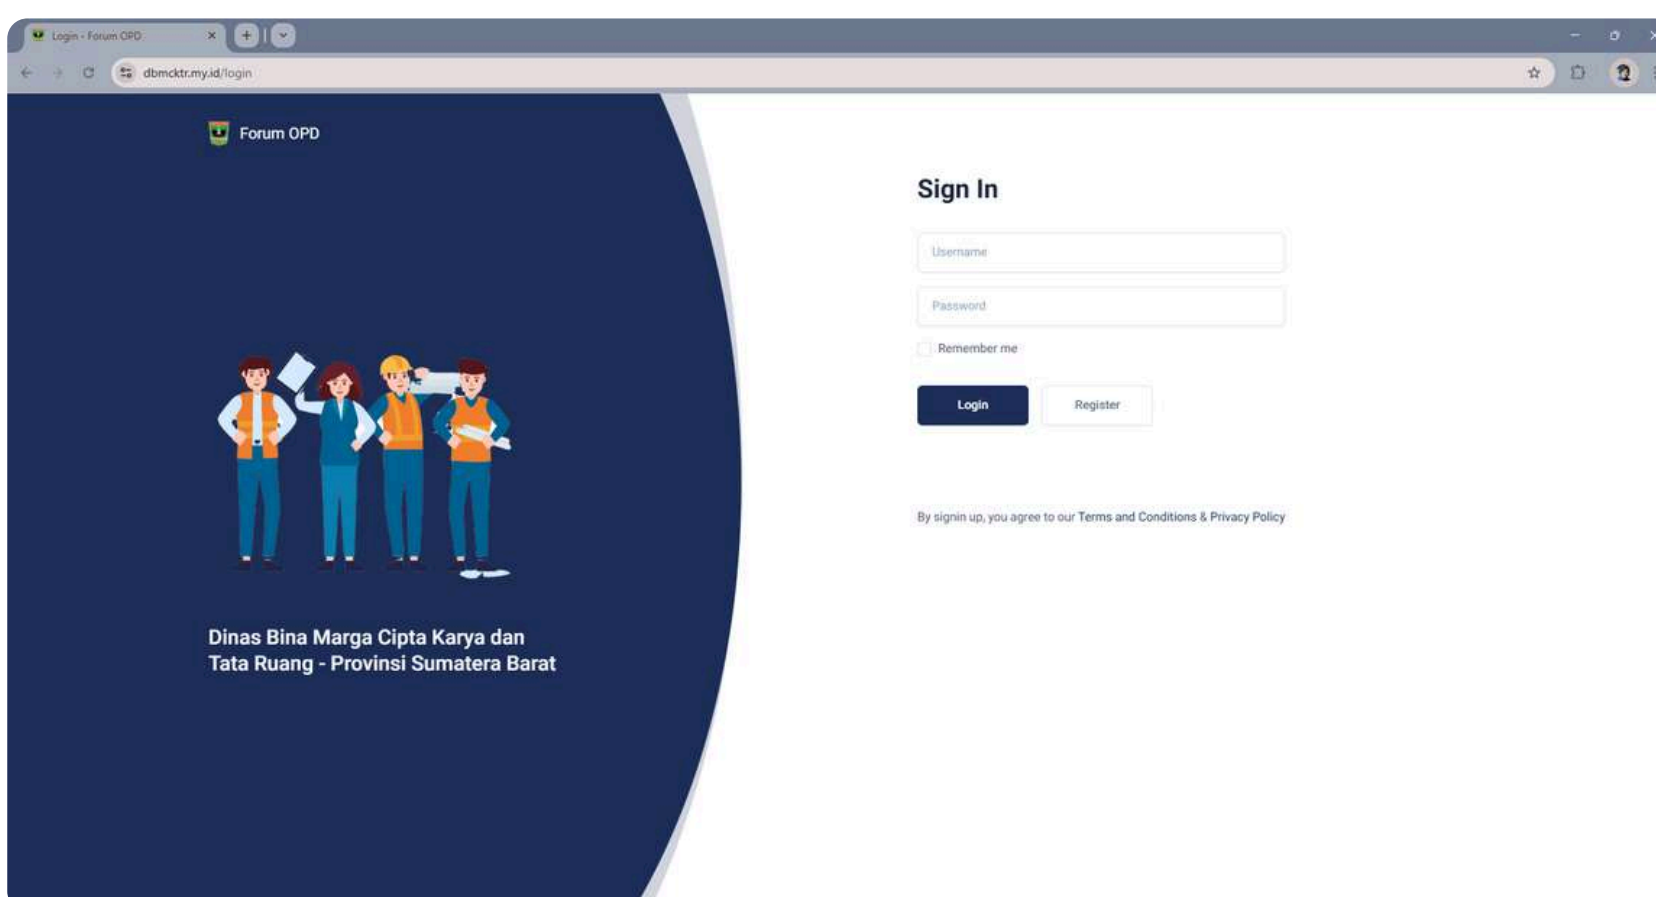 Login - Forum OPD
dbmcktr.my.id/login
Forum OPD
Dinas Bina Marga Cipta Karya dan
Tata Ruang - Provinsi Sumatera Barat
Sign In
Username
Password
Remember me
Login
Register
By signin up, you agree to our Terms and Conditions & Privacy Policy